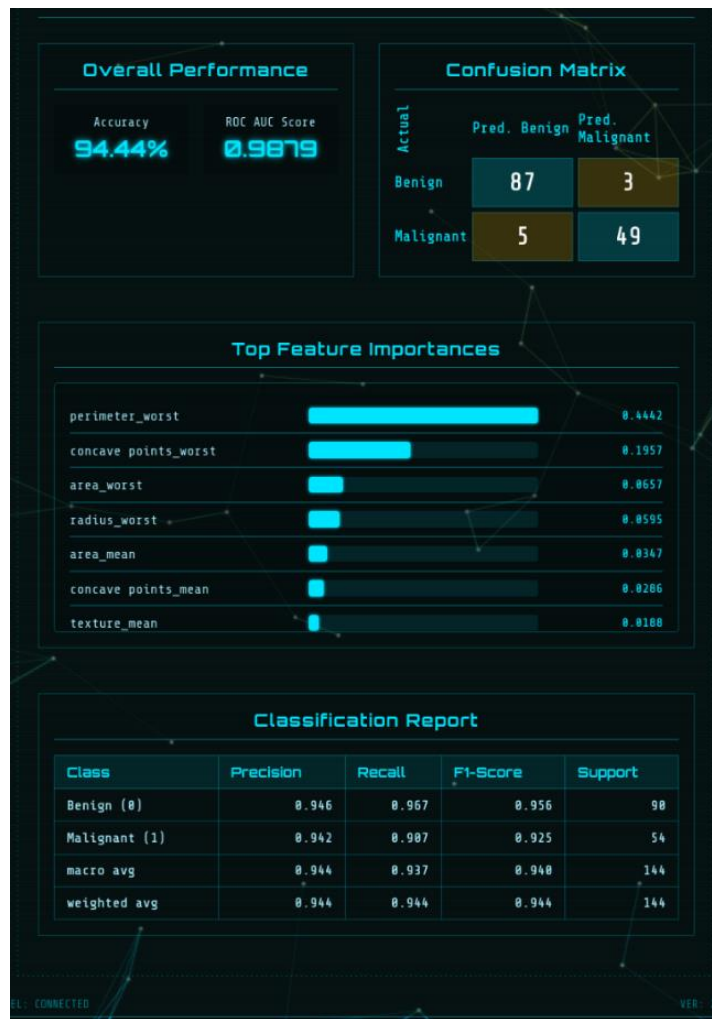 Overall Performance
Accuracy
94.44%
ROC AUC Score
0.9879
Confusion Matrix
Actual
Pred. Benign
Pred. Malignant
Benign 87 3
Malignant 5 49
Top Feature Importances
perimeter_worst 0.4442
concave points_worst 0.1957
area_worst 0.0657
radius_worst 0.0595
area_mean 0.0347
concave points_mean 0.0286
texture_mean 0.0188
Classification Report
Class Precision Recall F1-Score Support
Benign (0) 0.946 0.967 0.956 90
Malignant (1) 0.942 0.907 0.925 54
macro avg 0.944 0.937 0.940 144
weighted avg 0.944 0.944 0.944 144
EL: CONNECTED VER: